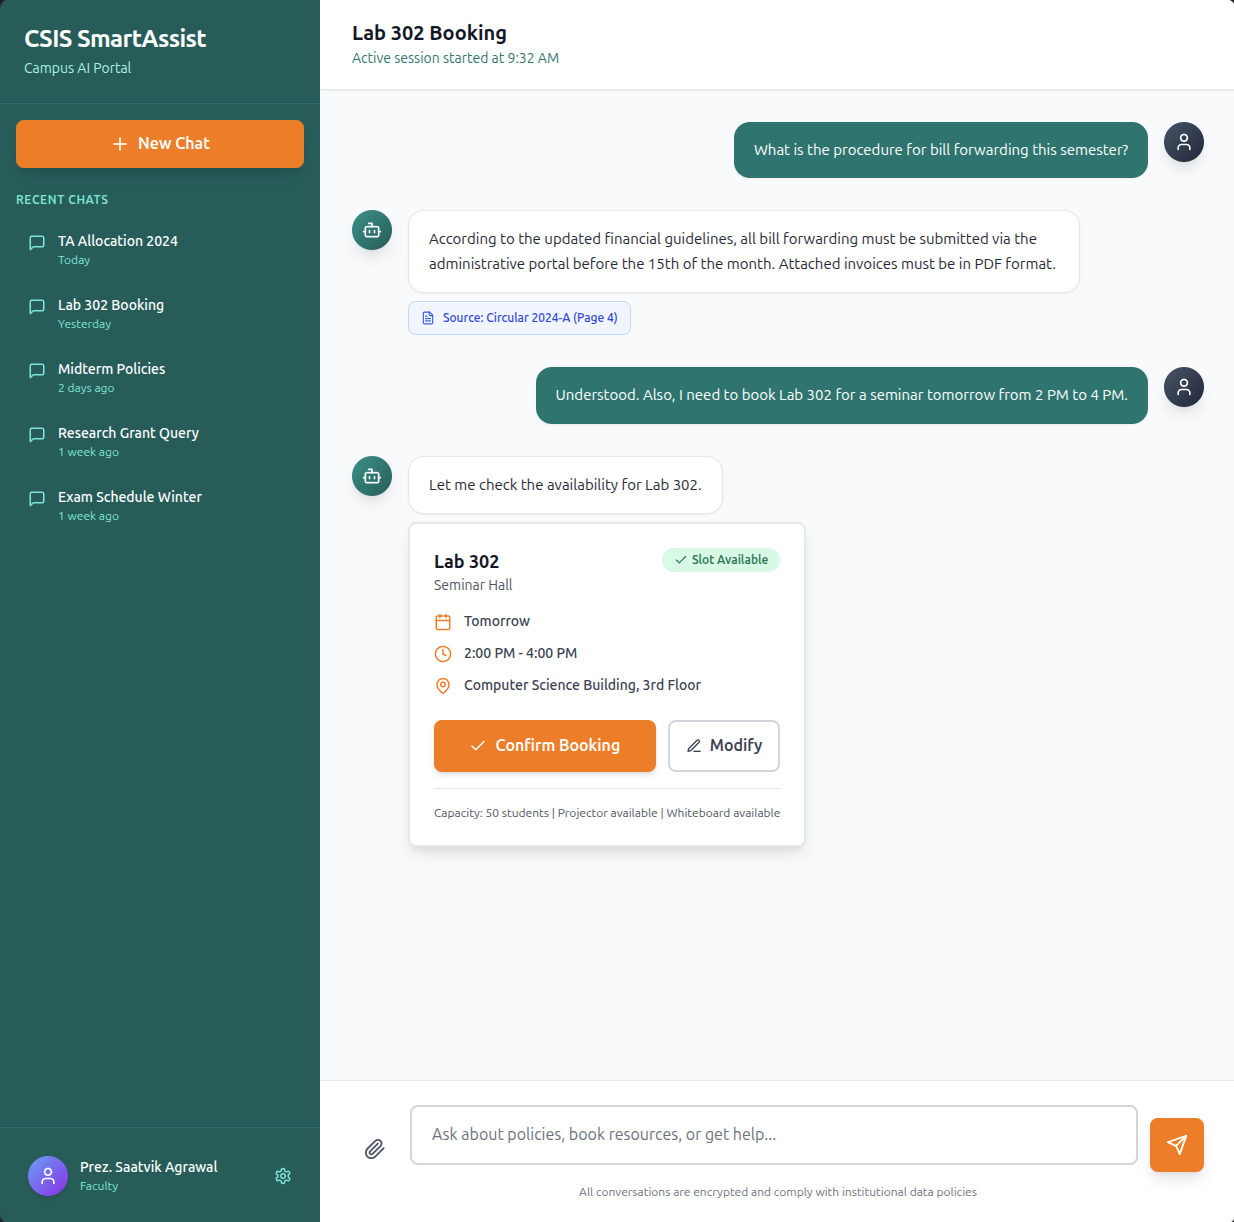 CSIS SmartAssist
Campus AI Portal
New Chat
RECENT CHATS
TA Allocation 2024
Today
Lab 302 Booking
Yesterday
Midterm Policies
2 days ago
Research Grant Query
1 week ago
Exam Schedule Winter
1 week ago
Prez. Saatvik Agrawal
Faculty
Lab 302 Booking
Active session started at 9:32 AM
What is the procedure for bill forwarding this semester?
According to the updated financial guidelines, all bill forwarding must be submitted via the
administrative portal before the 15th of the month. Attached invoices must be in PDF format.
Source: Circular 2024-A (Page 4)
Understood. Also, I need to book Lab 302 for a seminar tomorrow from 2 PM to 4 PM.
Let me check the availability for Lab 302.
Lab 302
Slot Available
Seminar Hall
Tomorrow
2:00 PM - 4:00 PM
Computer Science Building, 3rd Floor
Confirm Booking
Modify
Capacity: 50 students | Projector available | Whiteboard available
Ask about policies, book resources, or get help...
All conversations are encrypted and comply with institutional data policies